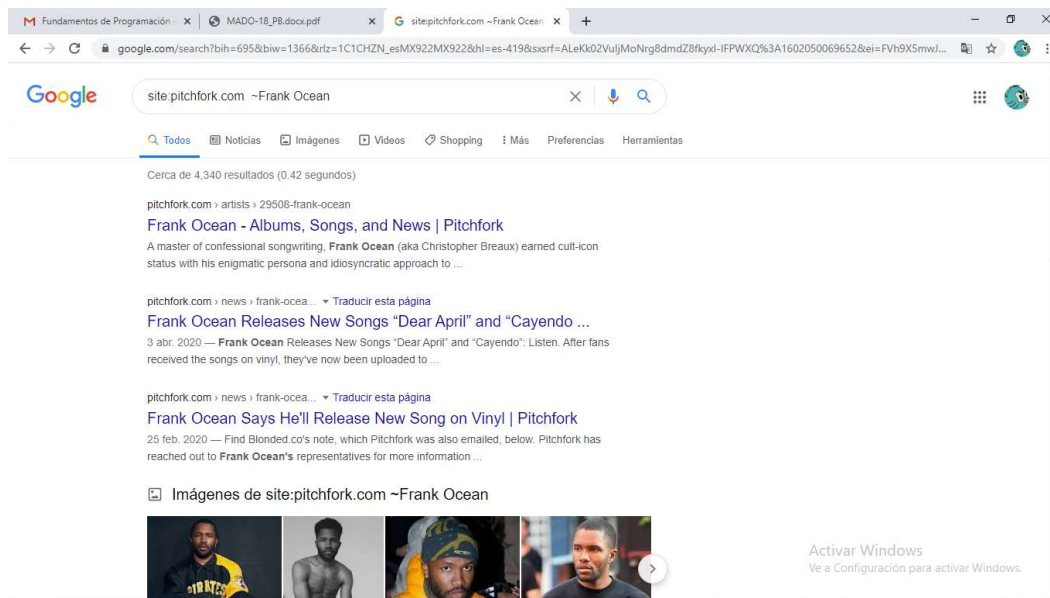 Fundamentos de Programación
MADO-18_PB.docx.pdf
site:pitchfork.com ~Frank Ocean
google.com/search?bih=695&biw=1366&rlz=1C1CHZN_esMX922MX922&hl=es-419&sxsrf=ALeKk02VuljMoNrg8dmdZ8fkyxl-IFPWXQ%3A1602050069652&ei=FVh9X5mwJ...
Google
site:pitchfork.com ~Frank Ocean
Todos
Noticias
Imágenes
Videos
Shopping
Más
Preferencias
Herramientas
Cerca de 4,340 resultados (0.42 segundos)
pitchfork.com › artists › 29508-frank-ocean
Frank Ocean - Albums, Songs, and News | Pitchfork
A master of confessional songwriting, Frank Ocean (aka Christopher Breaux) earned cult-icon
status with his enigmatic persona and idiosyncratic approach to ...
pitchfork.com › news › frank-ocea... Traducir esta página
Frank Ocean Releases New Songs “Dear April” and “Cayendo ...
3 abr. 2020 — Frank Ocean Releases New Songs “Dear April” and “Cayendo”: Listen. After fans
received the songs on vinyl, they've now been uploaded to ...
pitchfork.com › news › frank-ocea... Traducir esta página
Frank Ocean Says He'll Release New Song on Vinyl | Pitchfork
25 feb. 2020 — Find Blonded.co's note, which Pitchfork was also emailed, below. Pitchfork has
reached out to Frank Ocean's representatives for more information ...
Imágenes de site:pitchfork.com ~Frank Ocean
PIRATES
Activar Windows
Ve a Configuración para activar Windows.